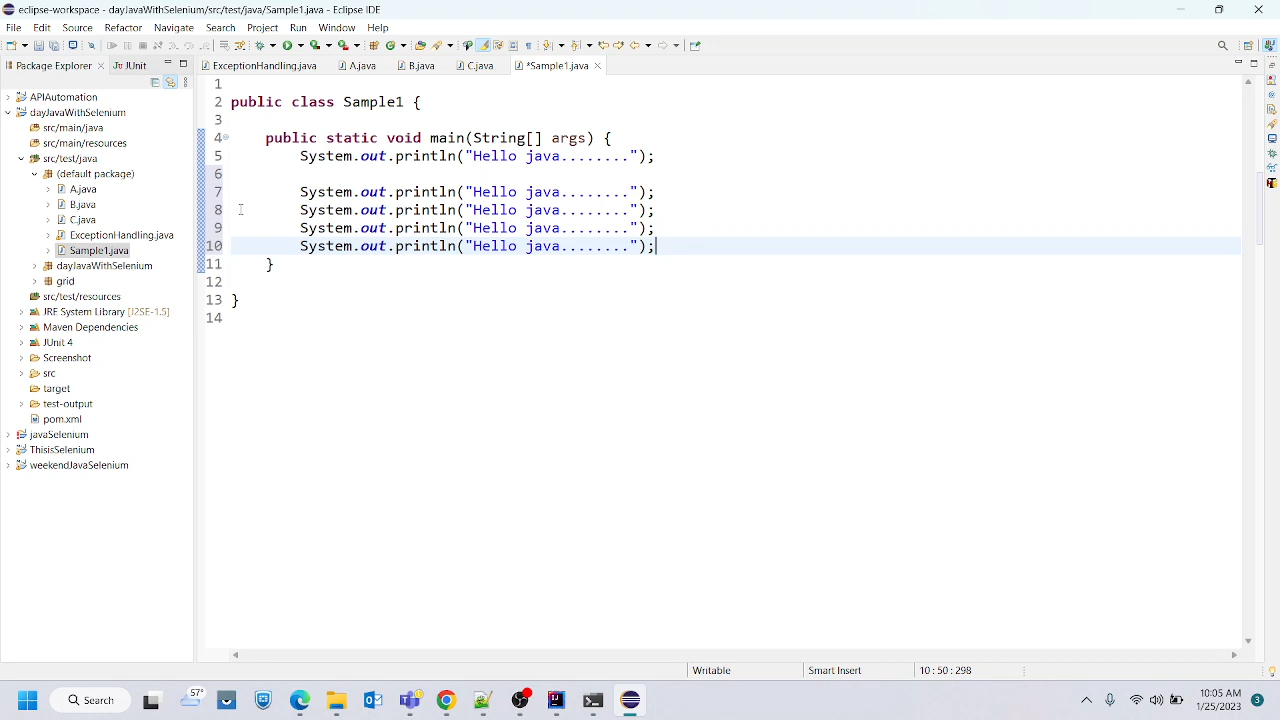 eclipse-workspace - dayJavaWithSelenium/src/test/java/Sample1.java - Eclipse IDE
File Edit Source Refactor Navigate Search Project Run Window Help
Package Explorer JUnit
ExceptionHandling.java A.java B.java C.java *Sample1.java
APIAutomation
dayJavaWithSelenium
src/main/java
src/main/resources
src/test/java
(default package)
A.java
B.java
C.java
ExceptionHandling.java
Sample1.java
dayJavaWithSelenium
grid
src/test/resources
JRE System Library [J2SE-1.5]
Maven Dependencies
JUnit 4
Screenshot
src
target
test-output
pom.xml
javaSelenium
ThisisSelenium
weekendJavaSelenium
1
2 public class Sample1 {
3
4 public static void main(String[] args) {
5 System.out.println("Hello java........");
6
7 System.out.println("Hello java........");
8 System.out.println("Hello java........");
9 System.out.println("Hello java........");
10 System.out.println("Hello java........");
11 }
12
13 }
14
Writable Smart Insert 10 : 50 : 298
Search 57° 10:05 AM
1/25/2023 3